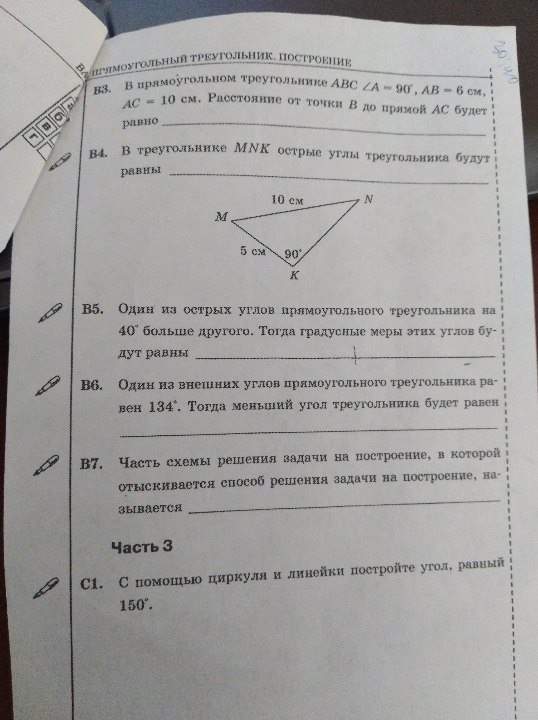 ПРЯМОУГОЛЬНЫЙ ТРЕУГОЛЬНИК. ПОСТРОЕНИЕ
В3. В прямоугольном треугольнике ABC ∠A = 90°, AB = 6 см,
AC = 10 см. Расстояние от точки B до прямой AC будет
равно
В4. В треугольнике MNK острые углы треугольника будут
равны
10 см
N
M
5 см
90°
K
В5. Один из острых углов прямоугольного треугольника на
40° больше другого. Тогда градусные меры этих углов бу-
дут равны
В6. Один из внешних углов прямоугольного треугольника ра-
вен 134°. Тогда меньший угол треугольника будет равен
В7. Часть схемы решения задачи на построение, в которой
отыскивается способ решения задачи на построение, на-
зывается
Часть 3
С1. С помощью циркуля и линейки постройте угол, равный
150°.